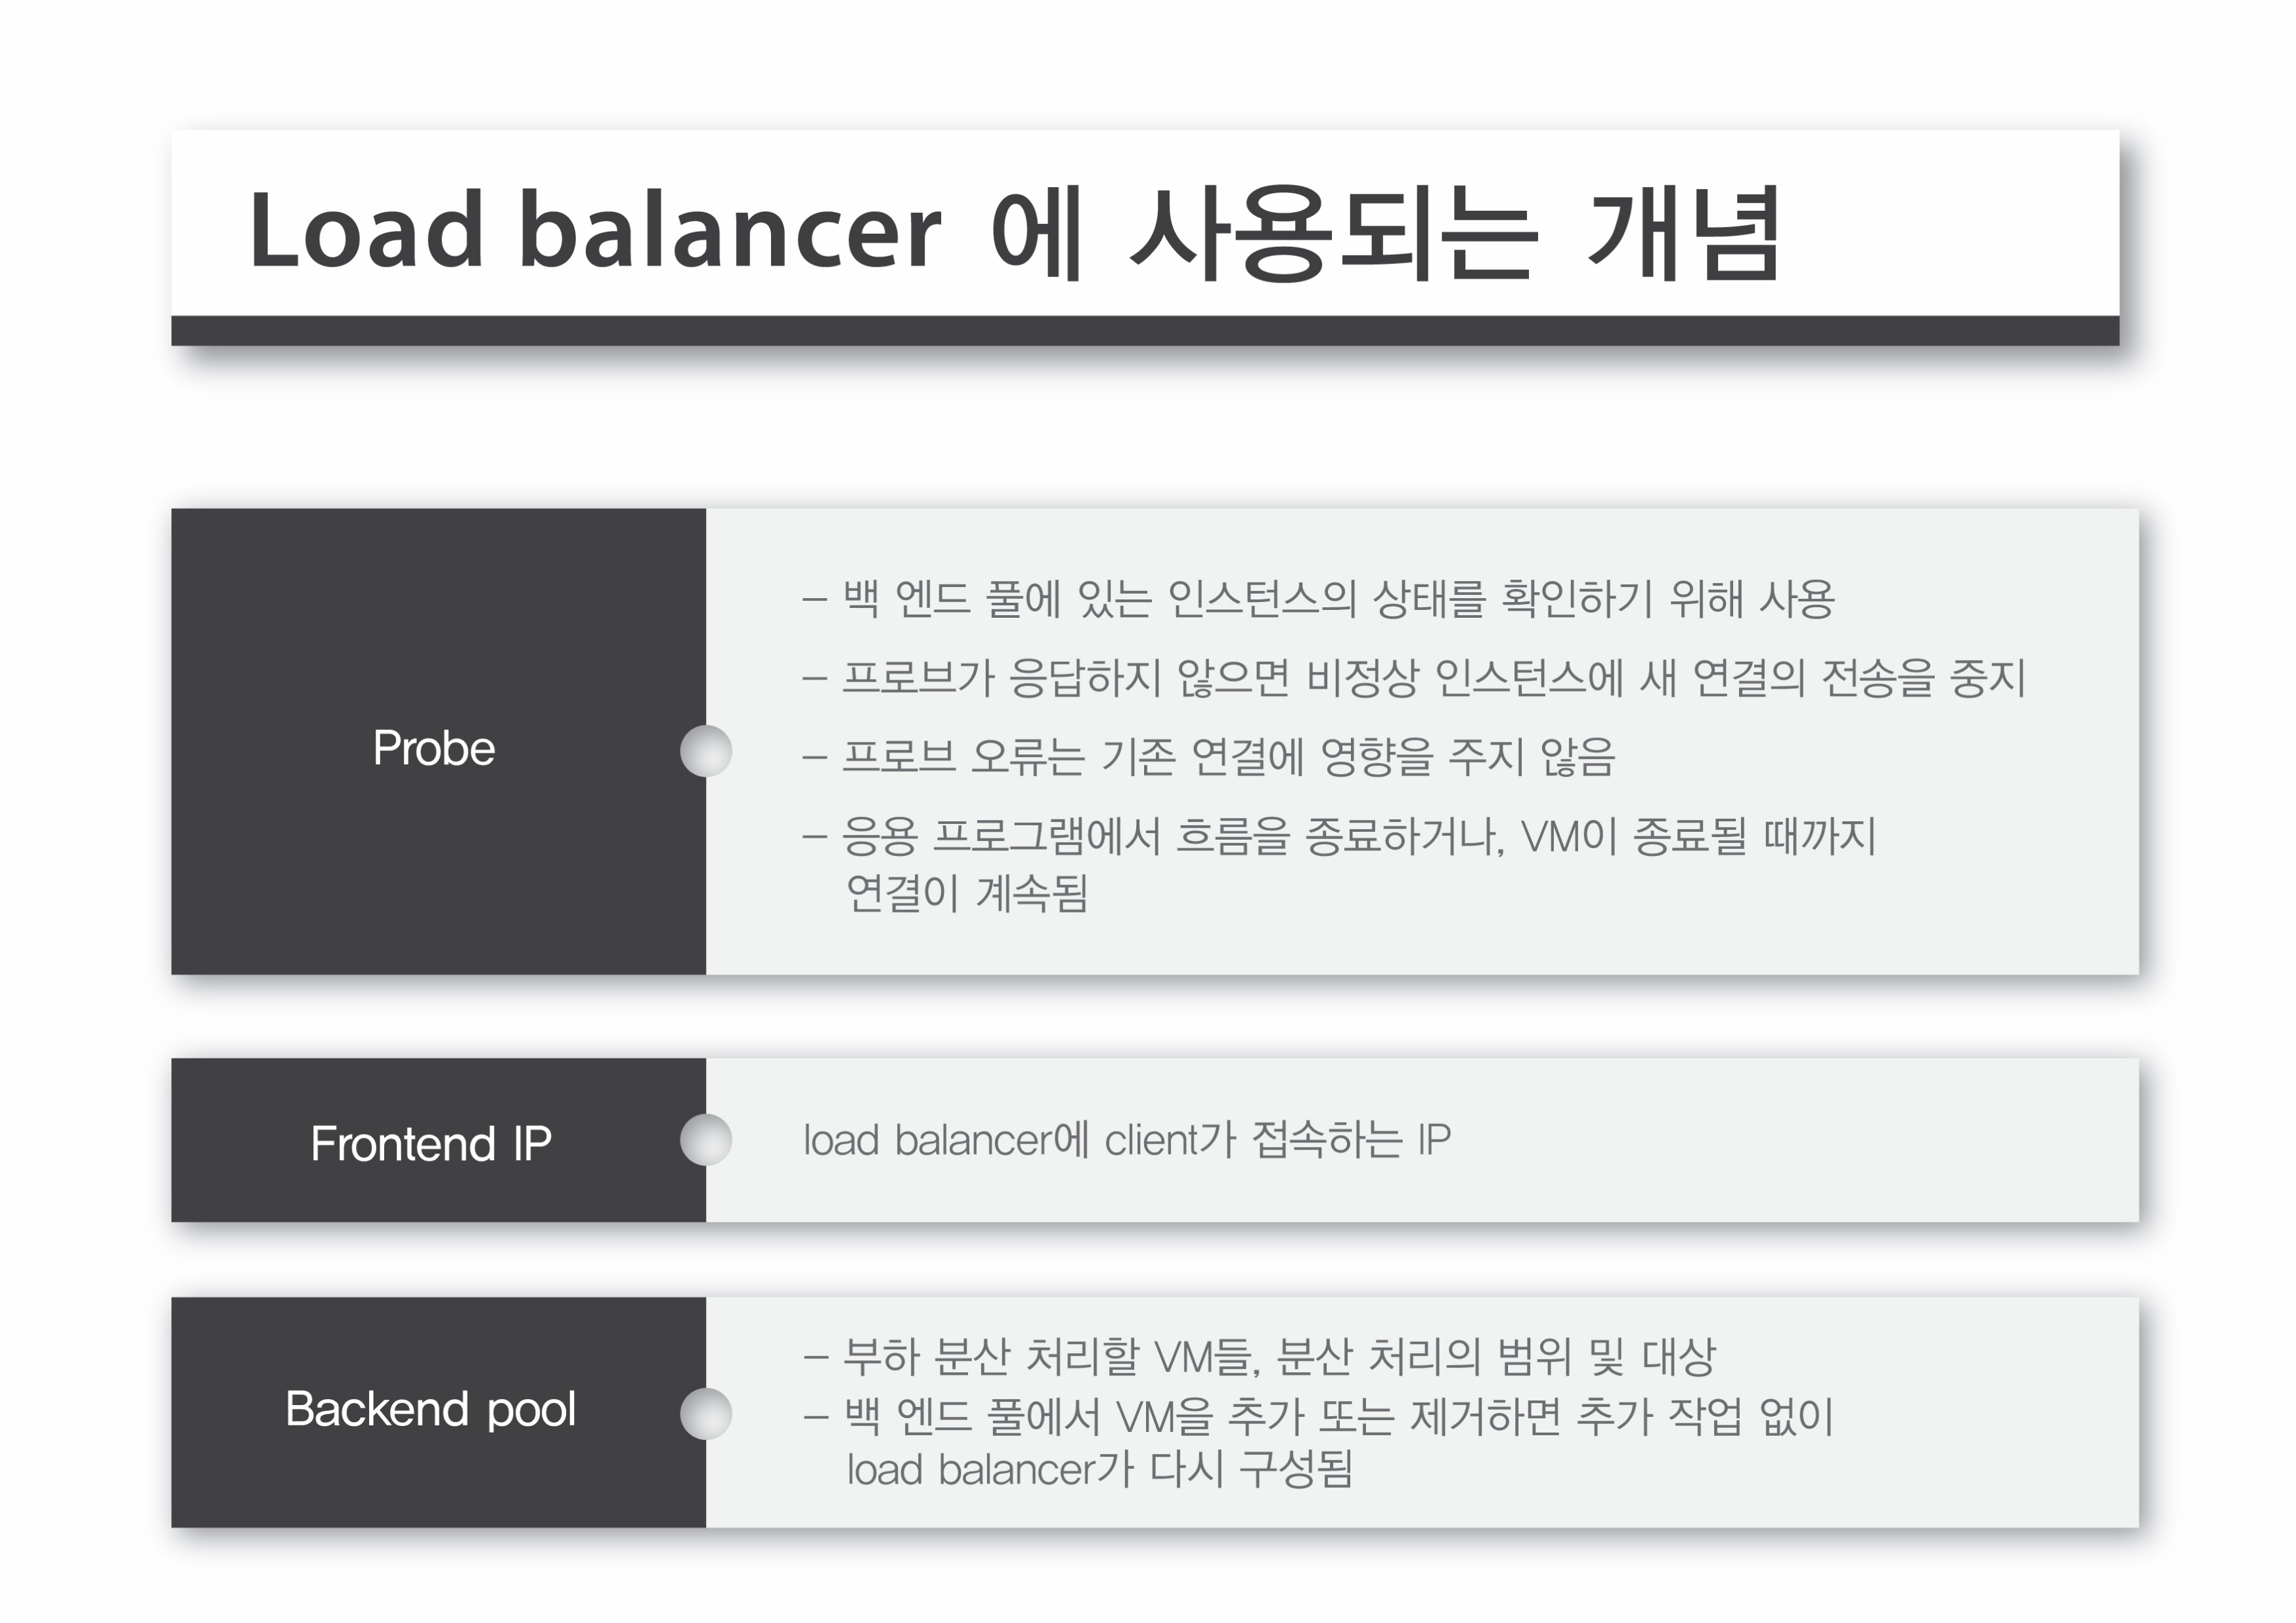 Load balancer 에 사용되는 개념
Probe
– 백 엔드 풀에 있는 인스턴스의 상태를 확인하기 위해 사용
– 프로브가 응답하지 않으면 비정상 인스턴스에 새 연결의 전송을 중지
– 프로브 오류는 기존 연결에 영향을 주지 않음
– 응용 프로그램에서 흐름을 종료하거나, VM이 종료될 때까지
연결이 계속됨
Frontend IP
load balancer에 client가 접속하는 IP
Backend pool
– 부하 분산 처리할 VM들, 분산 처리의 범위 및 대상
– 백 엔드 풀에서 VM을 추가 또는 제거하면 추가 작업 없이
load balancer가 다시 구성됨